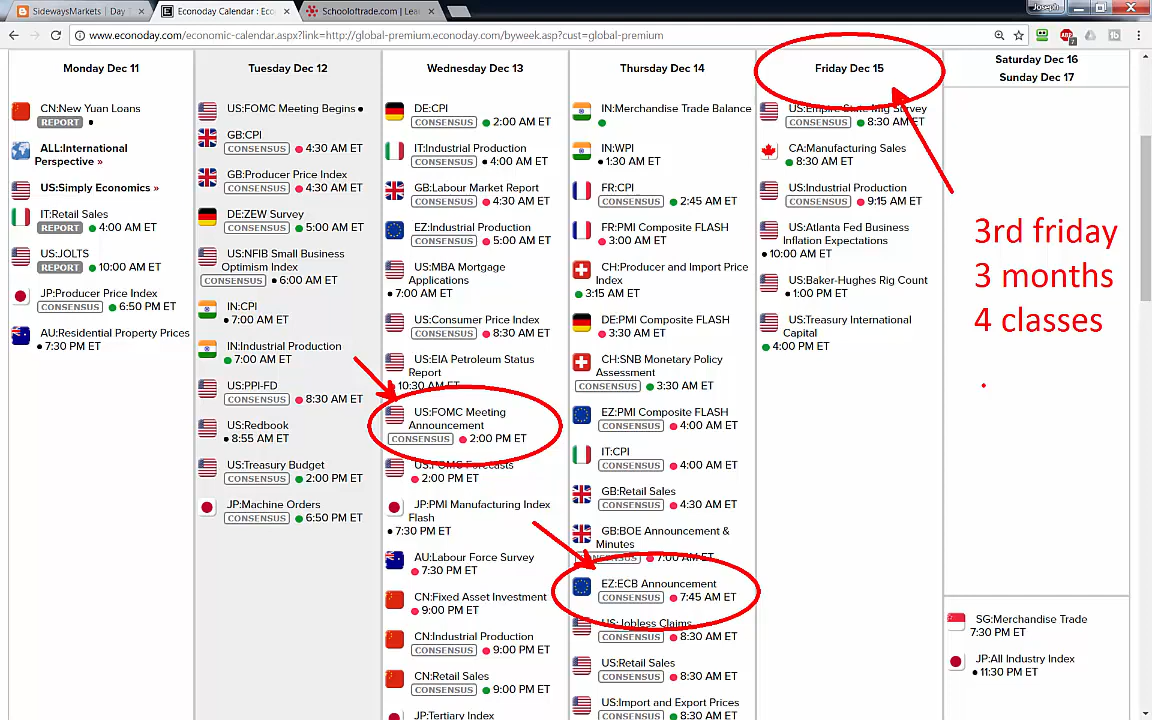 SidewaysMarkets | Day T
Econoday Calendar : Eco
Schooloftrade.com | Lea
Joseph
www.econoday.com/economic-calendar.aspx?link=http://global-premium.econoday.com/byweek.asp?cust=global-premium
Monday Dec 11
CN:New Yuan Loans
REPORT
ALL:International
Perspective »
US:Simply Economics »
IT:Retail Sales
REPORT 4:00 AM ET
US:JOLTS
REPORT 10:00 AM ET
JP:Producer Price Index
CONSENSUS 6:50 PM ET
AU:Residential Property Prices
7:30 PM ET
Tuesday Dec 12
US:FOMC Meeting Begins
GB:CPI
CONSENSUS 4:30 AM ET
GB:Producer Price Index
CONSENSUS 4:30 AM ET
DE:ZEW Survey
CONSENSUS 5:00 AM ET
US:NFIB Small Business
Optimism Index
CONSENSUS 6:00 AM ET
IN:CPI
7:00 AM ET
IN:Industrial Production
7:00 AM ET
US:PPI-FD
CONSENSUS 8:30 AM ET
US:Redbook
8:55 AM ET
US:Treasury Budget
CONSENSUS 2:00 PM ET
JP:Machine Orders
CONSENSUS 6:50 PM ET
Wednesday Dec 13
DE:CPI
CONSENSUS 2:00 AM ET
IT:Industrial Production
CONSENSUS 4:00 AM ET
GB:Labour Market Report
CONSENSUS 4:30 AM ET
EZ:Industrial Production
CONSENSUS 5:00 AM ET
US:MBA Mortgage
Applications
7:00 AM ET
US:Consumer Price Index
CONSENSUS 8:30 AM ET
US:EIA Petroleum Status
Report
10:30 AM ET
US:FOMC Meeting
Announcement
CONSENSUS 2:00 PM ET
US:FOMC Forecasts
2:00 PM ET
JP:PMI Manufacturing Index
Flash
7:30 PM ET
AU:Labour Force Survey
7:30 PM ET
CN:Fixed Asset Investment
9:00 PM ET
CN:Industrial Production
CONSENSUS 9:00 PM ET
CN:Retail Sales
CONSENSUS 9:00 PM ET
JP:Tertiary Index
Thursday Dec 14
IN:Merchandise Trade Balance
IN:WPI
1:30 AM ET
FR:CPI
CONSENSUS 2:45 AM ET
FR:PMI Composite FLASH
3:00 AM ET
CH:Producer and Import Price
Index
3:15 AM ET
DE:PMI Composite FLASH
3:30 AM ET
CH:SNB Monetary Policy
Assessment
CONSENSUS 3:30 AM ET
EZ:PMI Composite FLASH
CONSENSUS 4:00 AM ET
IT:CPI
CONSENSUS 4:00 AM ET
GB:Retail Sales
CONSENSUS 4:30 AM ET
GB:BOE Announcement &
Minutes
CONSENSUS 7:00 AM ET
EZ:ECB Announcement
CONSENSUS 7:45 AM ET
US:Jobless Claims
CONSENSUS 8:30 AM ET
US:Retail Sales
CONSENSUS 8:30 AM ET
US:Import and Export Prices
CONSENSUS 8:30 AM ET
Friday Dec 15
US:Empire State Mfg Survey
CONSENSUS 8:30 AM ET
CA:Manufacturing Sales
8:30 AM ET
US:Industrial Production
CONSENSUS 9:15 AM ET
US:Atlanta Fed Business
Inflation Expectations
10:00 AM ET
US:Baker-Hughes Rig Count
1:00 PM ET
US:Treasury International
Capital
4:00 PM ET
Saturday Dec 16
Sunday Dec 17
3rd friday
3 months
4 classes
SG:Merchandise Trade
7:30 PM ET
JP:All Industry Index
11:30 PM ET